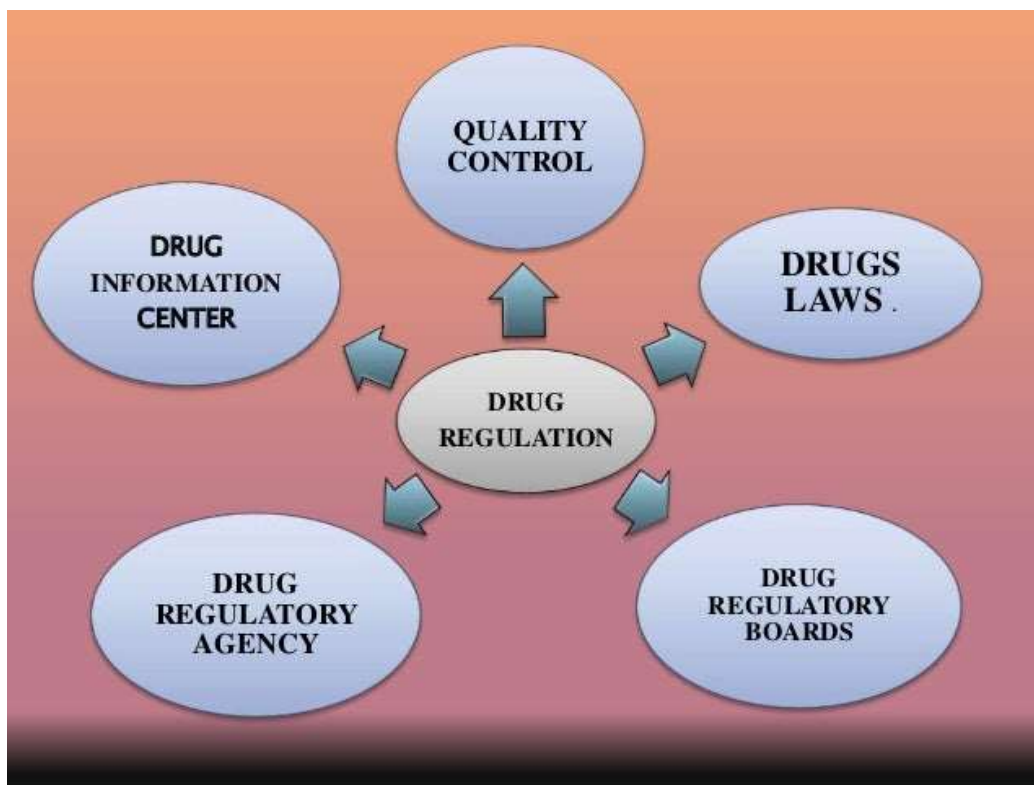 QUALITY
CONTROL
DRUG
INFORMATION
CENTER
DRUGS
LAWS .
DRUG
REGULATION
DRUG
REGULATORY
AGENCY
DRUG
REGULATORY
BOARDS